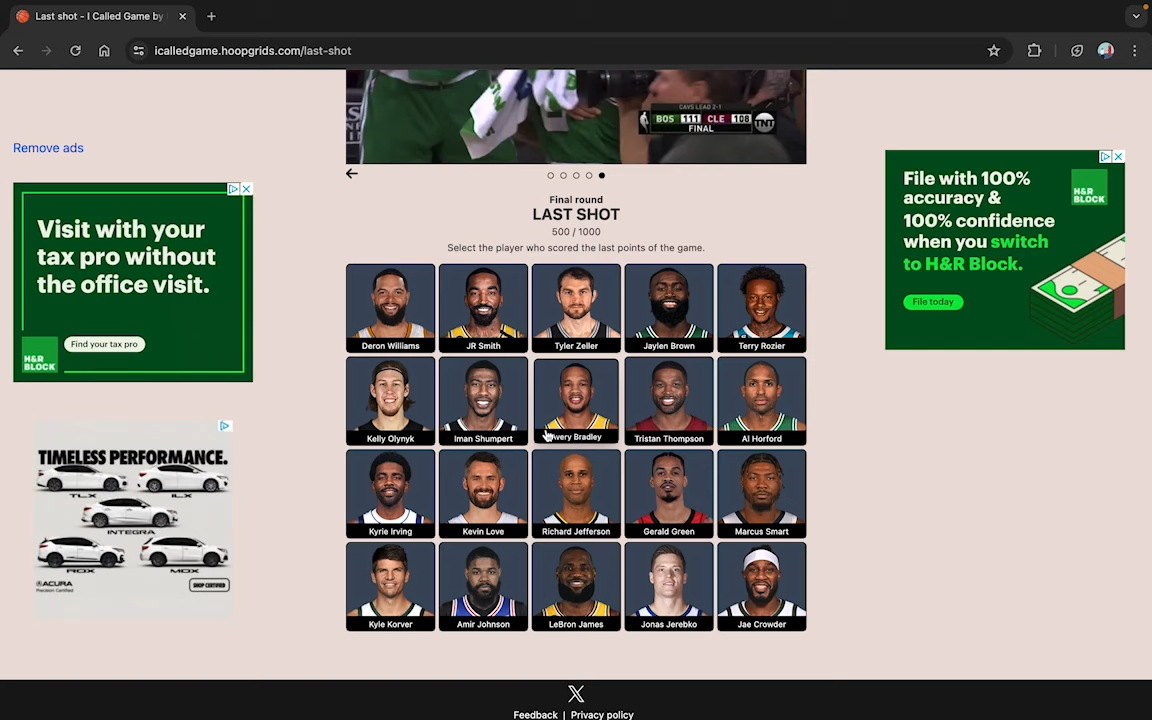 Last shot - I Called Game by
icalledgame.hoopgrids.com/last-shot
CAVS LEAD 2-1
BOS 111 CLE 108
FINAL
TNT
Remove ads
Visit with your
tax pro without
the office visit.
Find your tax pro
H&R
BLOCK
File with 100%
accuracy &
100% confidence
when you switch
to H&R Block.
H&R
BLOCK
File today
Final round
LAST SHOT
500 / 1000
Select the player who scored the last points of the game.
Deron Williams
JR Smith
Tyler Zeller
Jaylen Brown
Terry Rozier
Kelly Olynyk
Iman Shumpert
Avery Bradley
Tristan Thompson
Al Horford
Kyrie Irving
Kevin Love
Richard Jefferson
Gerald Green
Marcus Smart
Kyle Korver
Amir Johnson
LeBron James
Jonas Jerebko
Jae Crowder
TIMELESS PERFORMANCE.
TLX
ILX
INTEGRA
RDX
MDX
ACURA
Precision Certified
SHOP CERTIFIED
Feedback | Privacy policy